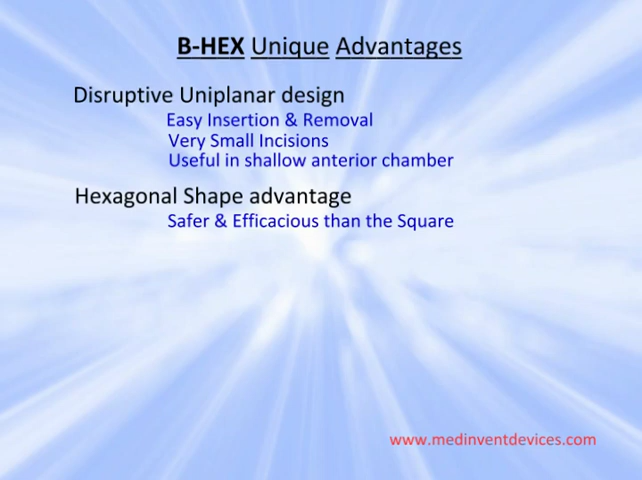 B-HEX Unique Advantages
Disruptive Uniplanar design
Easy Insertion & Removal
Very Small Incisions
Useful in shallow anterior chamber
Hexagonal Shape advantage
Safer & Efficacious than the Square
www.medinventdevices.com